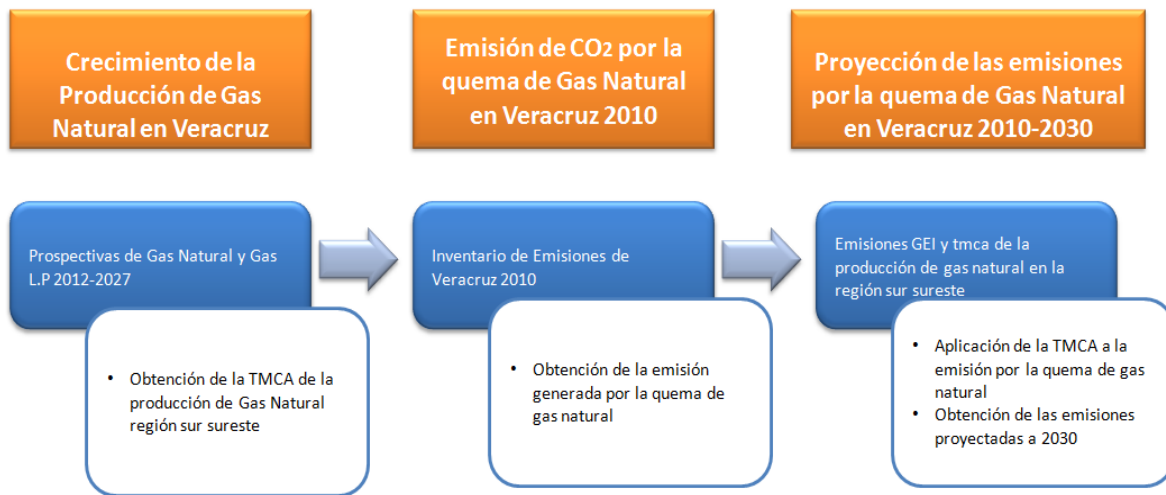 Crecimiento de la
Producción de Gas
Natural en Veracruz
Emisión de CO2 por la
quema de Gas Natural
en Veracruz 2010
Proyección de las emisiones
por la quema de Gas Natural
en Veracruz 2010-2030
Prospectivas de Gas Natural y Gas
L.P 2012-2027
• Obtención de la TMCA de la
producción de Gas Natural
región sur sureste
Inventario de Emisiones de
Veracruz 2010
• Obtención de la emisión
generada por la quema de
gas natural
Emisiones GEI y tmca de la
producción de gas natural en la
región sur sureste
• Aplicación de la TMCA a la
emisión por la quema de gas
natural
• Obtención de las emisiones
proyectadas a 2030